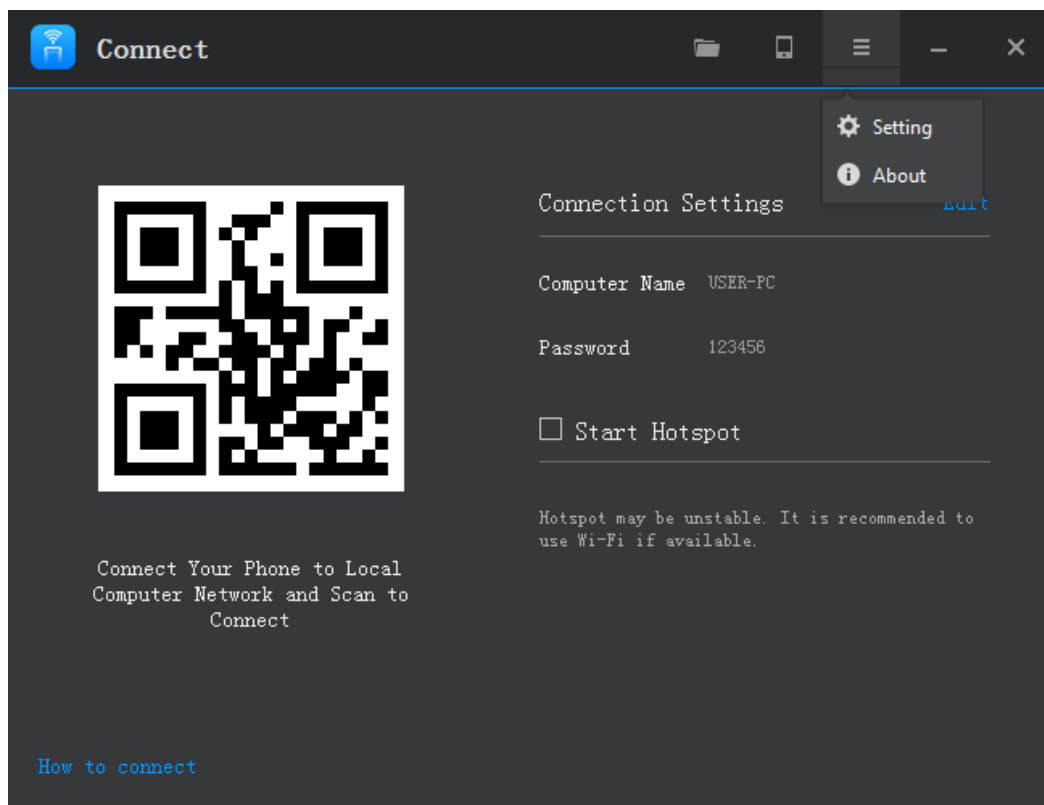 Connect
Setting
About
Connection Settings
Edit
Computer Name USER-PC
Password 123456
Start Hotspot
Hotspot may be unstable. It is recommended to
use Wi-Fi if available.
Connect Your Phone to Local
Computer Network and Scan to
Connect
How to connect